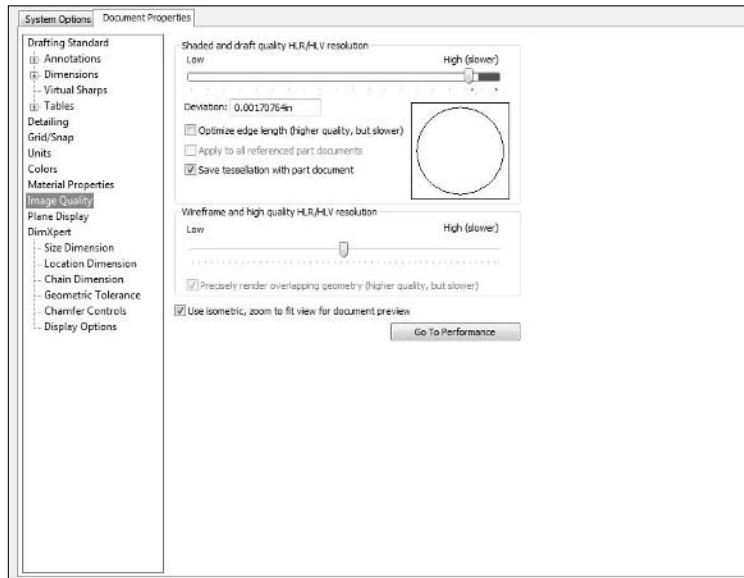 System Options
Document Properties
Drafting Standard
Annotations
Dimensions
Virtual Sharps
Tables
Detailing
Grid/Snap
Units
Colors
Material Properties
Image Quality
Plane Display
DimXpert
Size Dimension
Location Dimension
Chain Dimension
Geometric Tolerance
Chamfer Controls
Display Options
Shaded and draft quality HLR/HLV resolution
Low High (slower)
Deviation: 0.00170764in
Optimize edge length (higher quality, but slower)
Apply to all referenced part documents
Save tessellation with part document
Wireframe and high quality HLR/HLV resolution
Low High (slower)
Precisely render overlapping geometry (higher quality, but slower)
Use isometric, zoom to fit view for document preview
Go To Performance